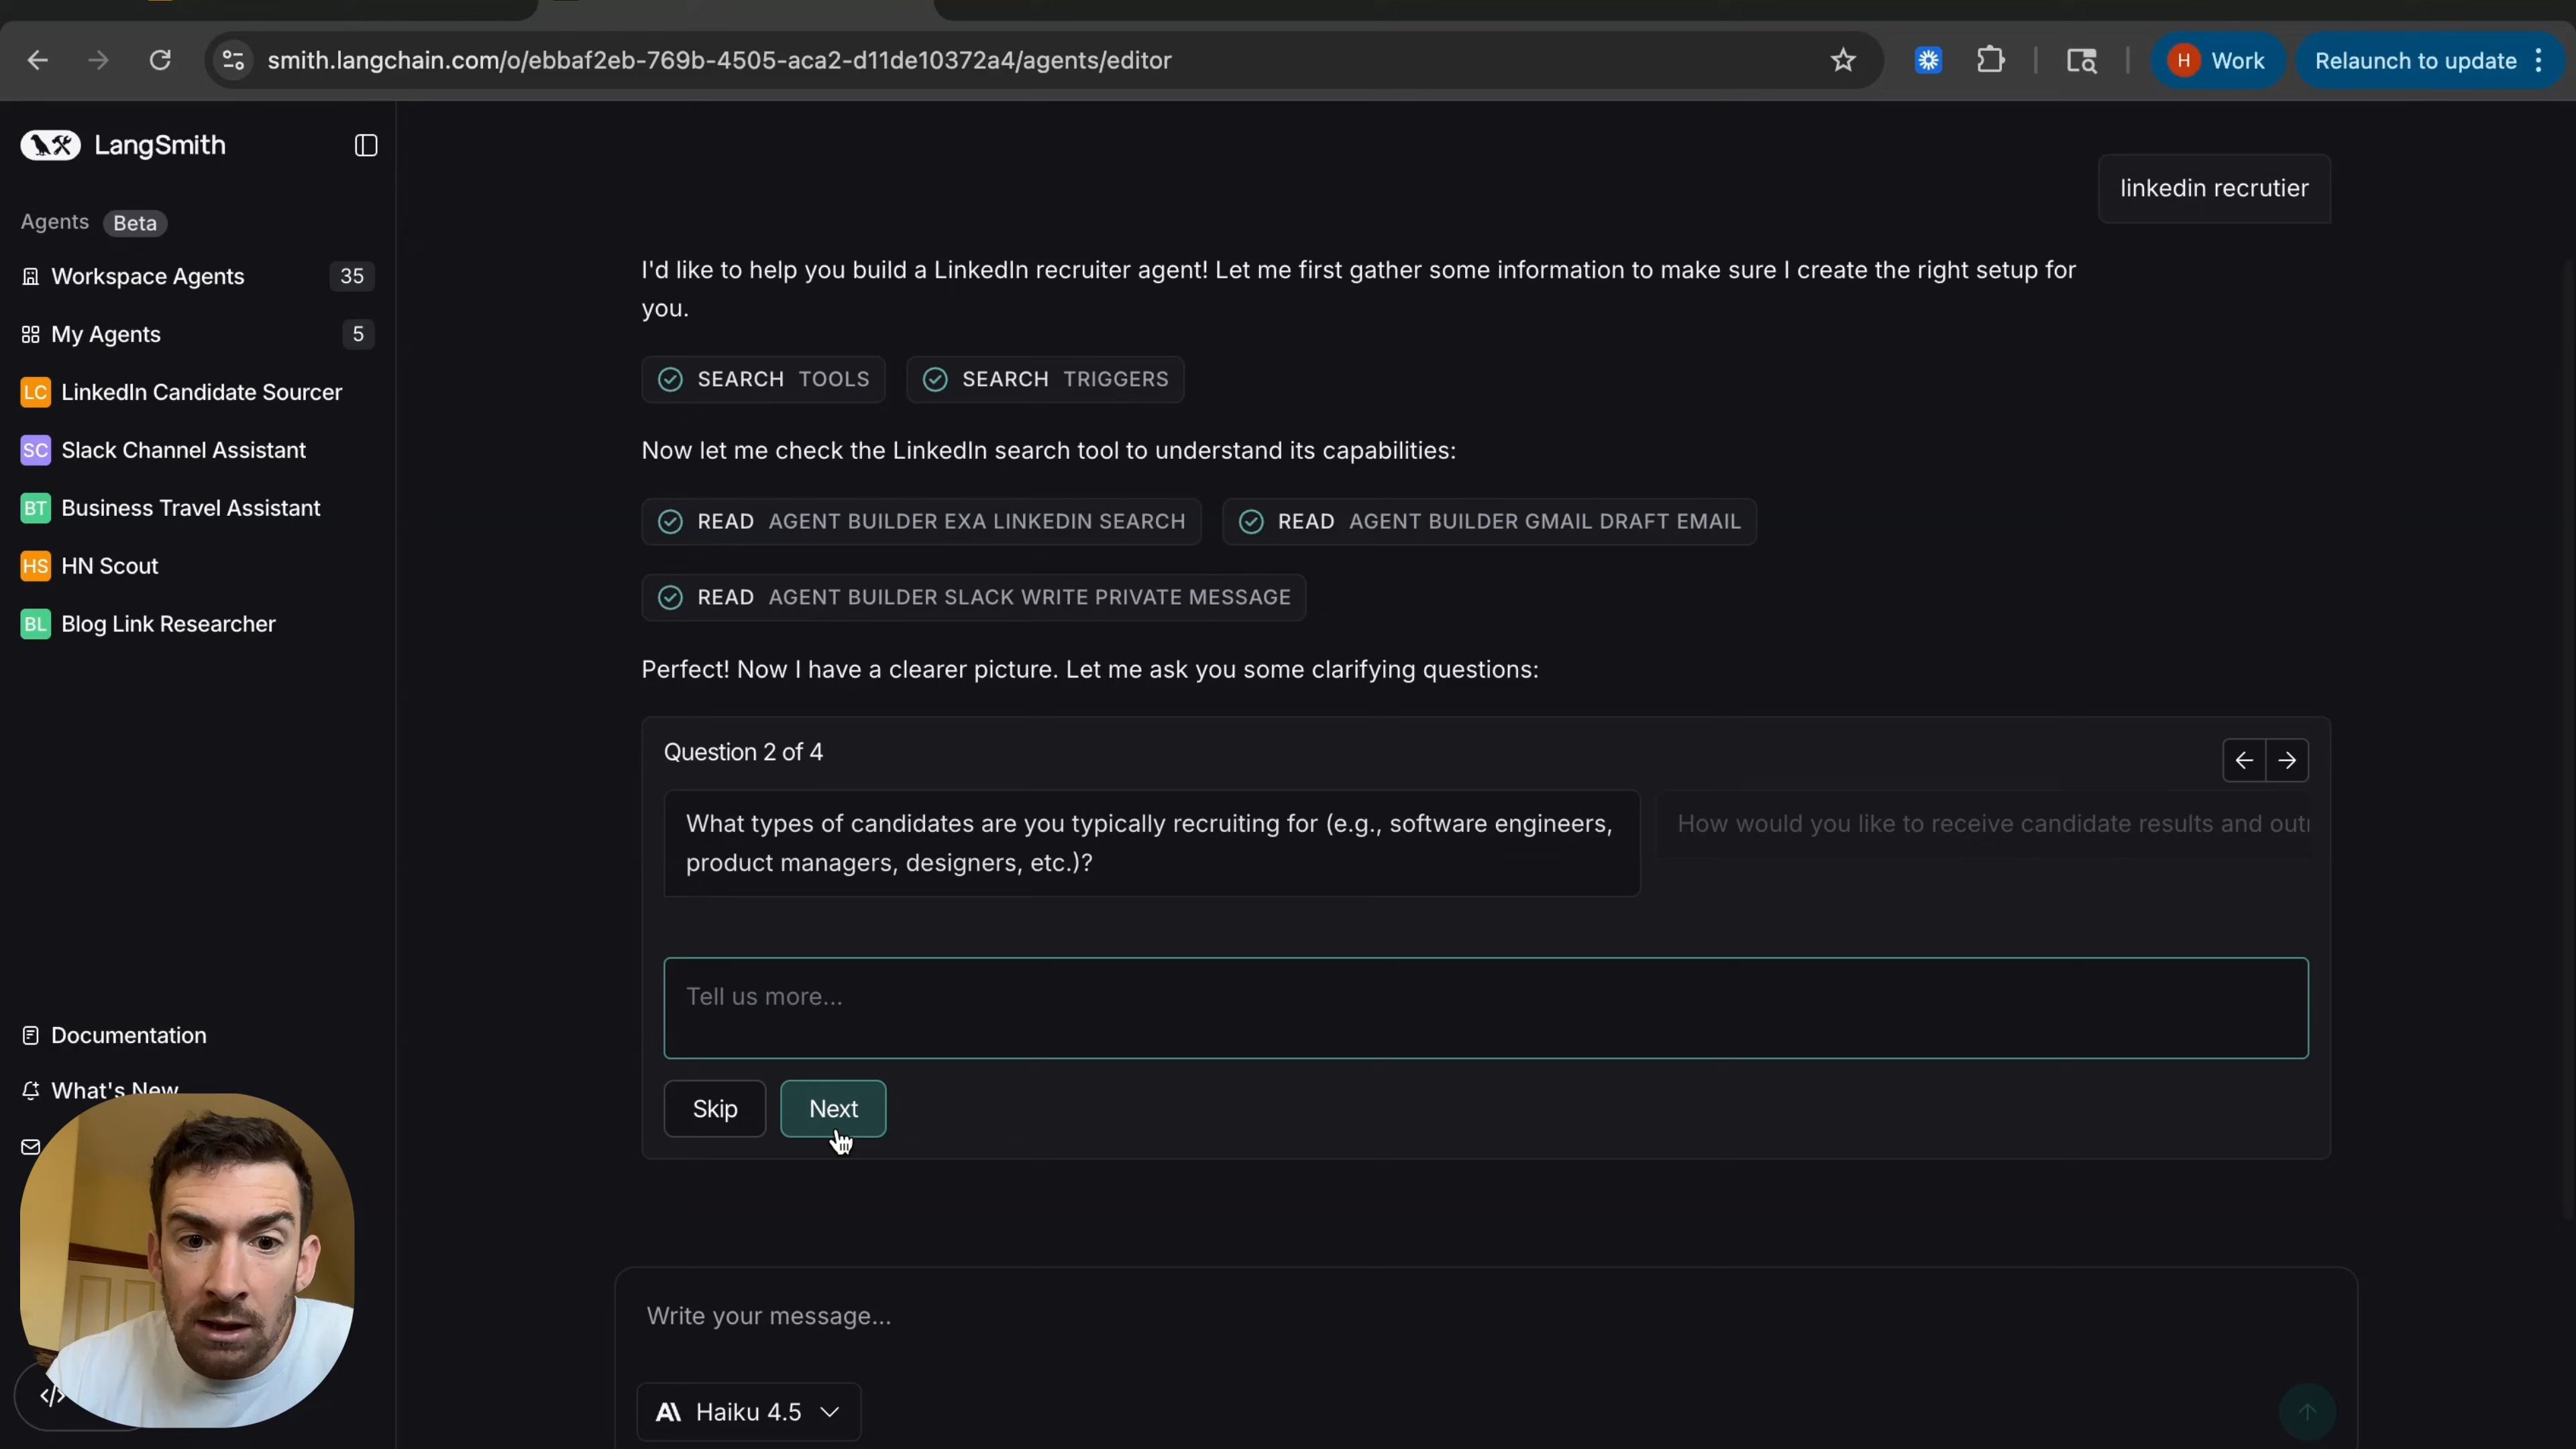 smith.langchain.com/o/ebbaf2eb-769b-4505-aca2-d11de10372a4/agents/editor
H Work
Relaunch to update
LangSmith
Agents Beta
Workspace Agents 35
My Agents 5
LC LinkedIn Candidate Sourcer
SC Slack Channel Assistant
BT Business Travel Assistant
HS HN Scout
BL Blog Link Researcher
Documentation
What's New
linkedin recrutier
I'd like to help you build a LinkedIn recruiter agent! Let me first gather some information to make sure I create the right setup for
you.
SEARCH TOOLS
SEARCH TRIGGERS
Now let me check the LinkedIn search tool to understand its capabilities:
READ AGENT BUILDER EXA LINKEDIN SEARCH
READ AGENT BUILDER GMAIL DRAFT EMAIL
READ AGENT BUILDER SLACK WRITE PRIVATE MESSAGE
Perfect! Now I have a clearer picture. Let me ask you some clarifying questions:
Question 2 of 4
What types of candidates are you typically recruiting for (e.g., software engineers,
product managers, designers, etc.)?
How would you like to receive candidate results and
Tell us more...
Skip
Next
Write your message...
Haiku 4.5